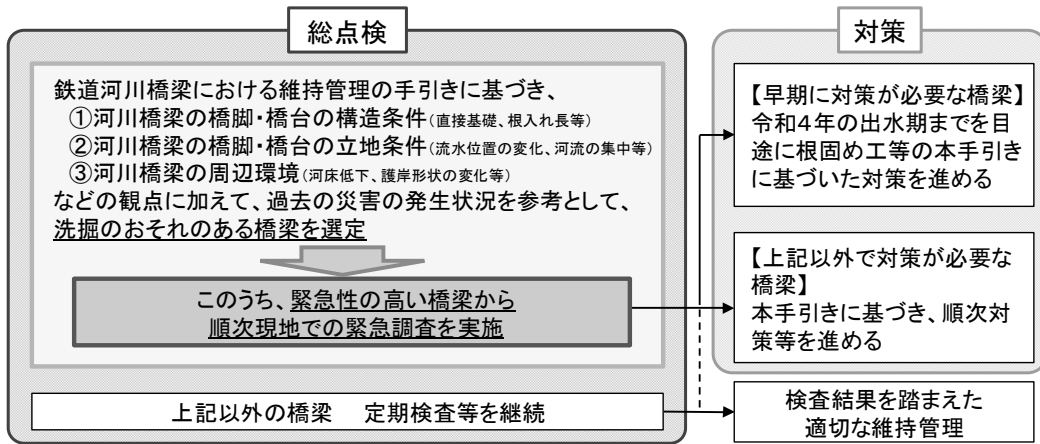 総点検
鉄道河川橋梁における維持管理の手引きに基づき、
①河川橋梁の橋脚・橋台の構造条件(直接基礎、根入れ長等)
②河川橋梁の橋脚・橋台の立地条件(流水位置の変化、河流の集中等)
③河川橋梁の周辺環境(河床低下、護岸形状の変化等)
などの観点に加えて、過去の災害の発生状況を参考として、
洗掘のおそれのある橋梁を選定
このうち、緊急性の高い橋梁から
順次現地での緊急調査を実施
上記以外の橋梁 定期検査等を継続
対策
【早期に対策が必要な橋梁】
令和4年の出水期までを目
途に根固め工等の本手引き
に基づいた対策を進める
【上記以外で対策が必要な
橋梁】
本手引きに基づき、順次対
策等を進める
検査結果を踏まえた
適切な維持管理